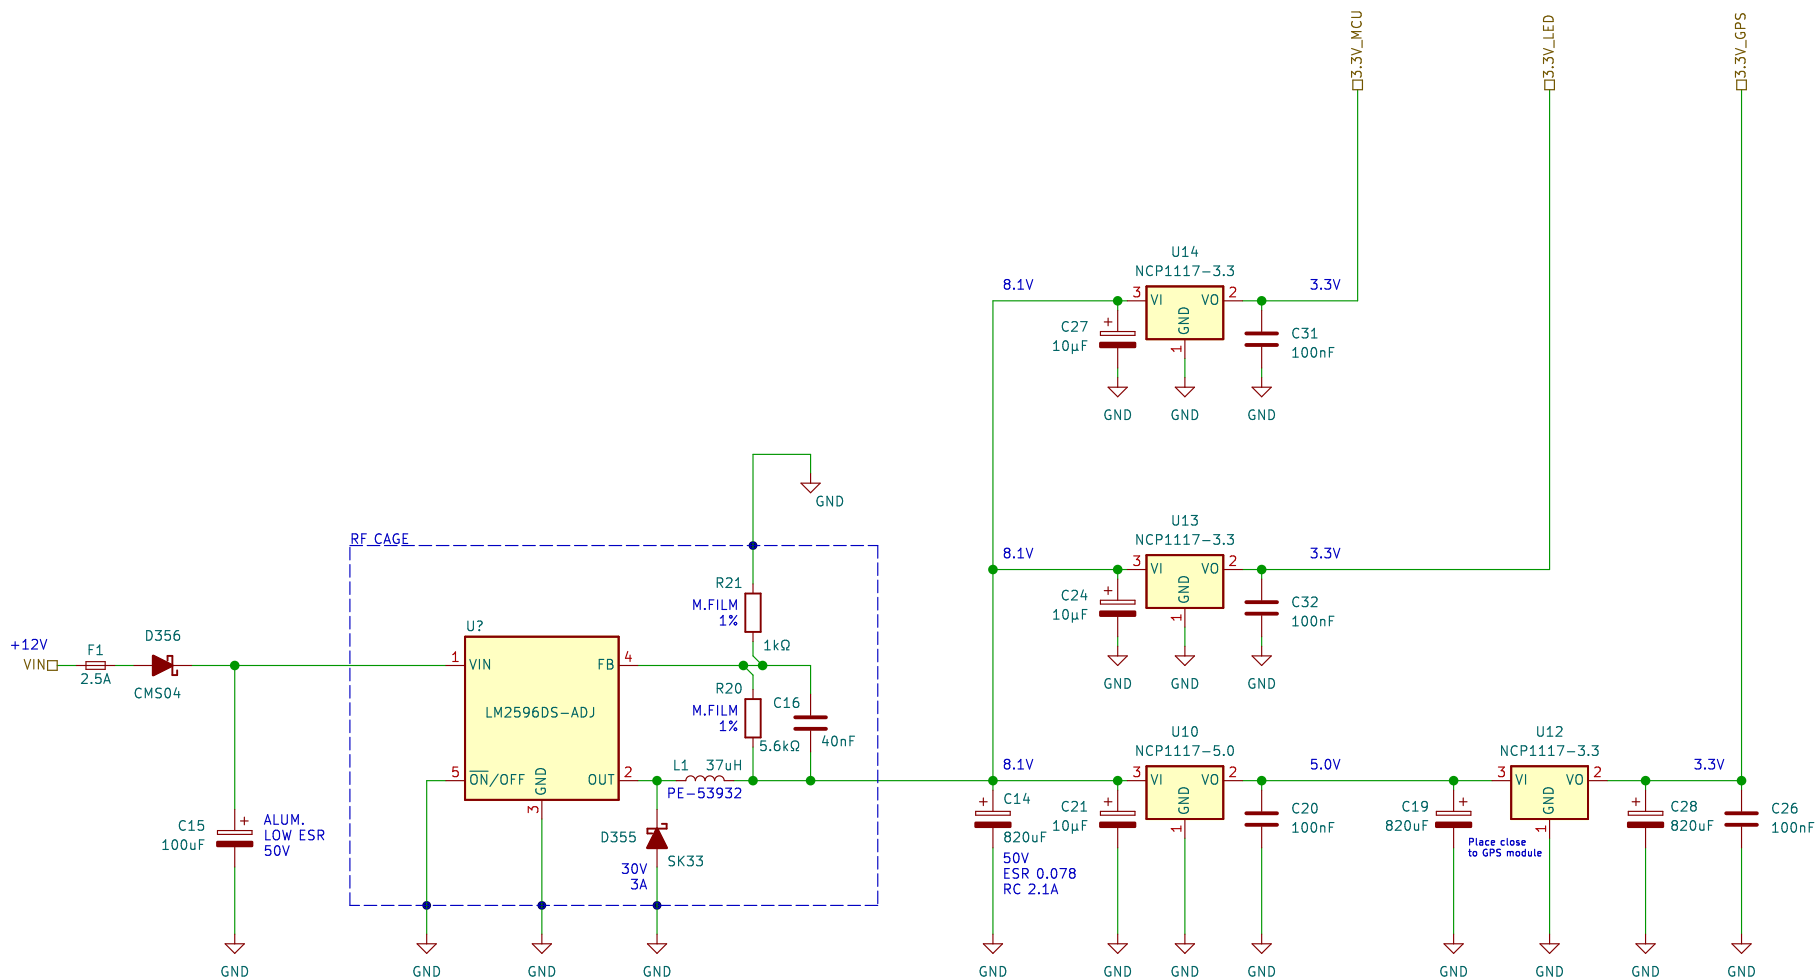 3.3V_MCU
3.3V_LED
3.3V_GPS
U14
NCP1117-3.3
8.1V
3
VI
VO
2
3.3V
GND
1
C27
10µF
C31
100nF
GND
GND
GND
GND
U13
NCP1117-3.3
8.1V
3
VI
VO
2
3.3V
GND
1
C24
10µF
C32
100nF
GND
GND
GND
RF CAGE
R21
M.FILM
1%
1kΩ
+12V
VIN
F1
2.5A
D356
CMS04
U?
1
VIN
FB
4
LM2596DS-ADJ
5
ON/OFF
GND
3
OUT
2
R20
M.FILM
1%
5.6kΩ
C16
40nF
L1
37uH
PE-53932
D355
SK33
30V
3A
C15
100uF
ALUM.
LOW ESR
50V
GND
GND
GND
GND
8.1V
C14
820uF
50V
ESR 0.078
RC 2.1A
C21
10µF
U10
NCP1117-5.0
3
VI
VO
2
GND
1
5.0V
C20
100nF
C19
820uF
Place close
to GPS module
U12
NCP1117-3.3
3
VI
VO
2
GND
1
3.3V
C28
820uF
C26
100nF
GND
GND
GND
GND
GND
GND
GND
GND